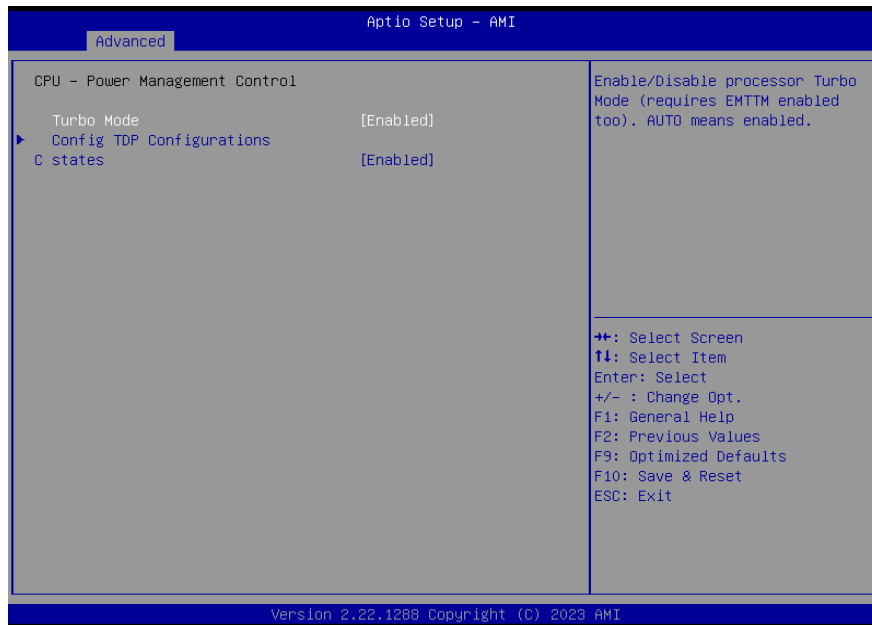 Aptio Setup – AMI
Advanced
CPU – Power Management Control
Turbo Mode [Enabled]
Config TDP Configurations
C states [Enabled]
Enable/Disable processor Turbo
Mode (requires EMTTM enabled
too). AUTO means enabled.
→←: Select Screen
↑↓: Select Item
Enter: Select
+/- : Change Opt.
F1: General Help
F2: Previous Values
F9: Optimized Defaults
F10: Save & Reset
ESC: Exit
Version 2.22.1288 Copyright (C) 2023 AMI